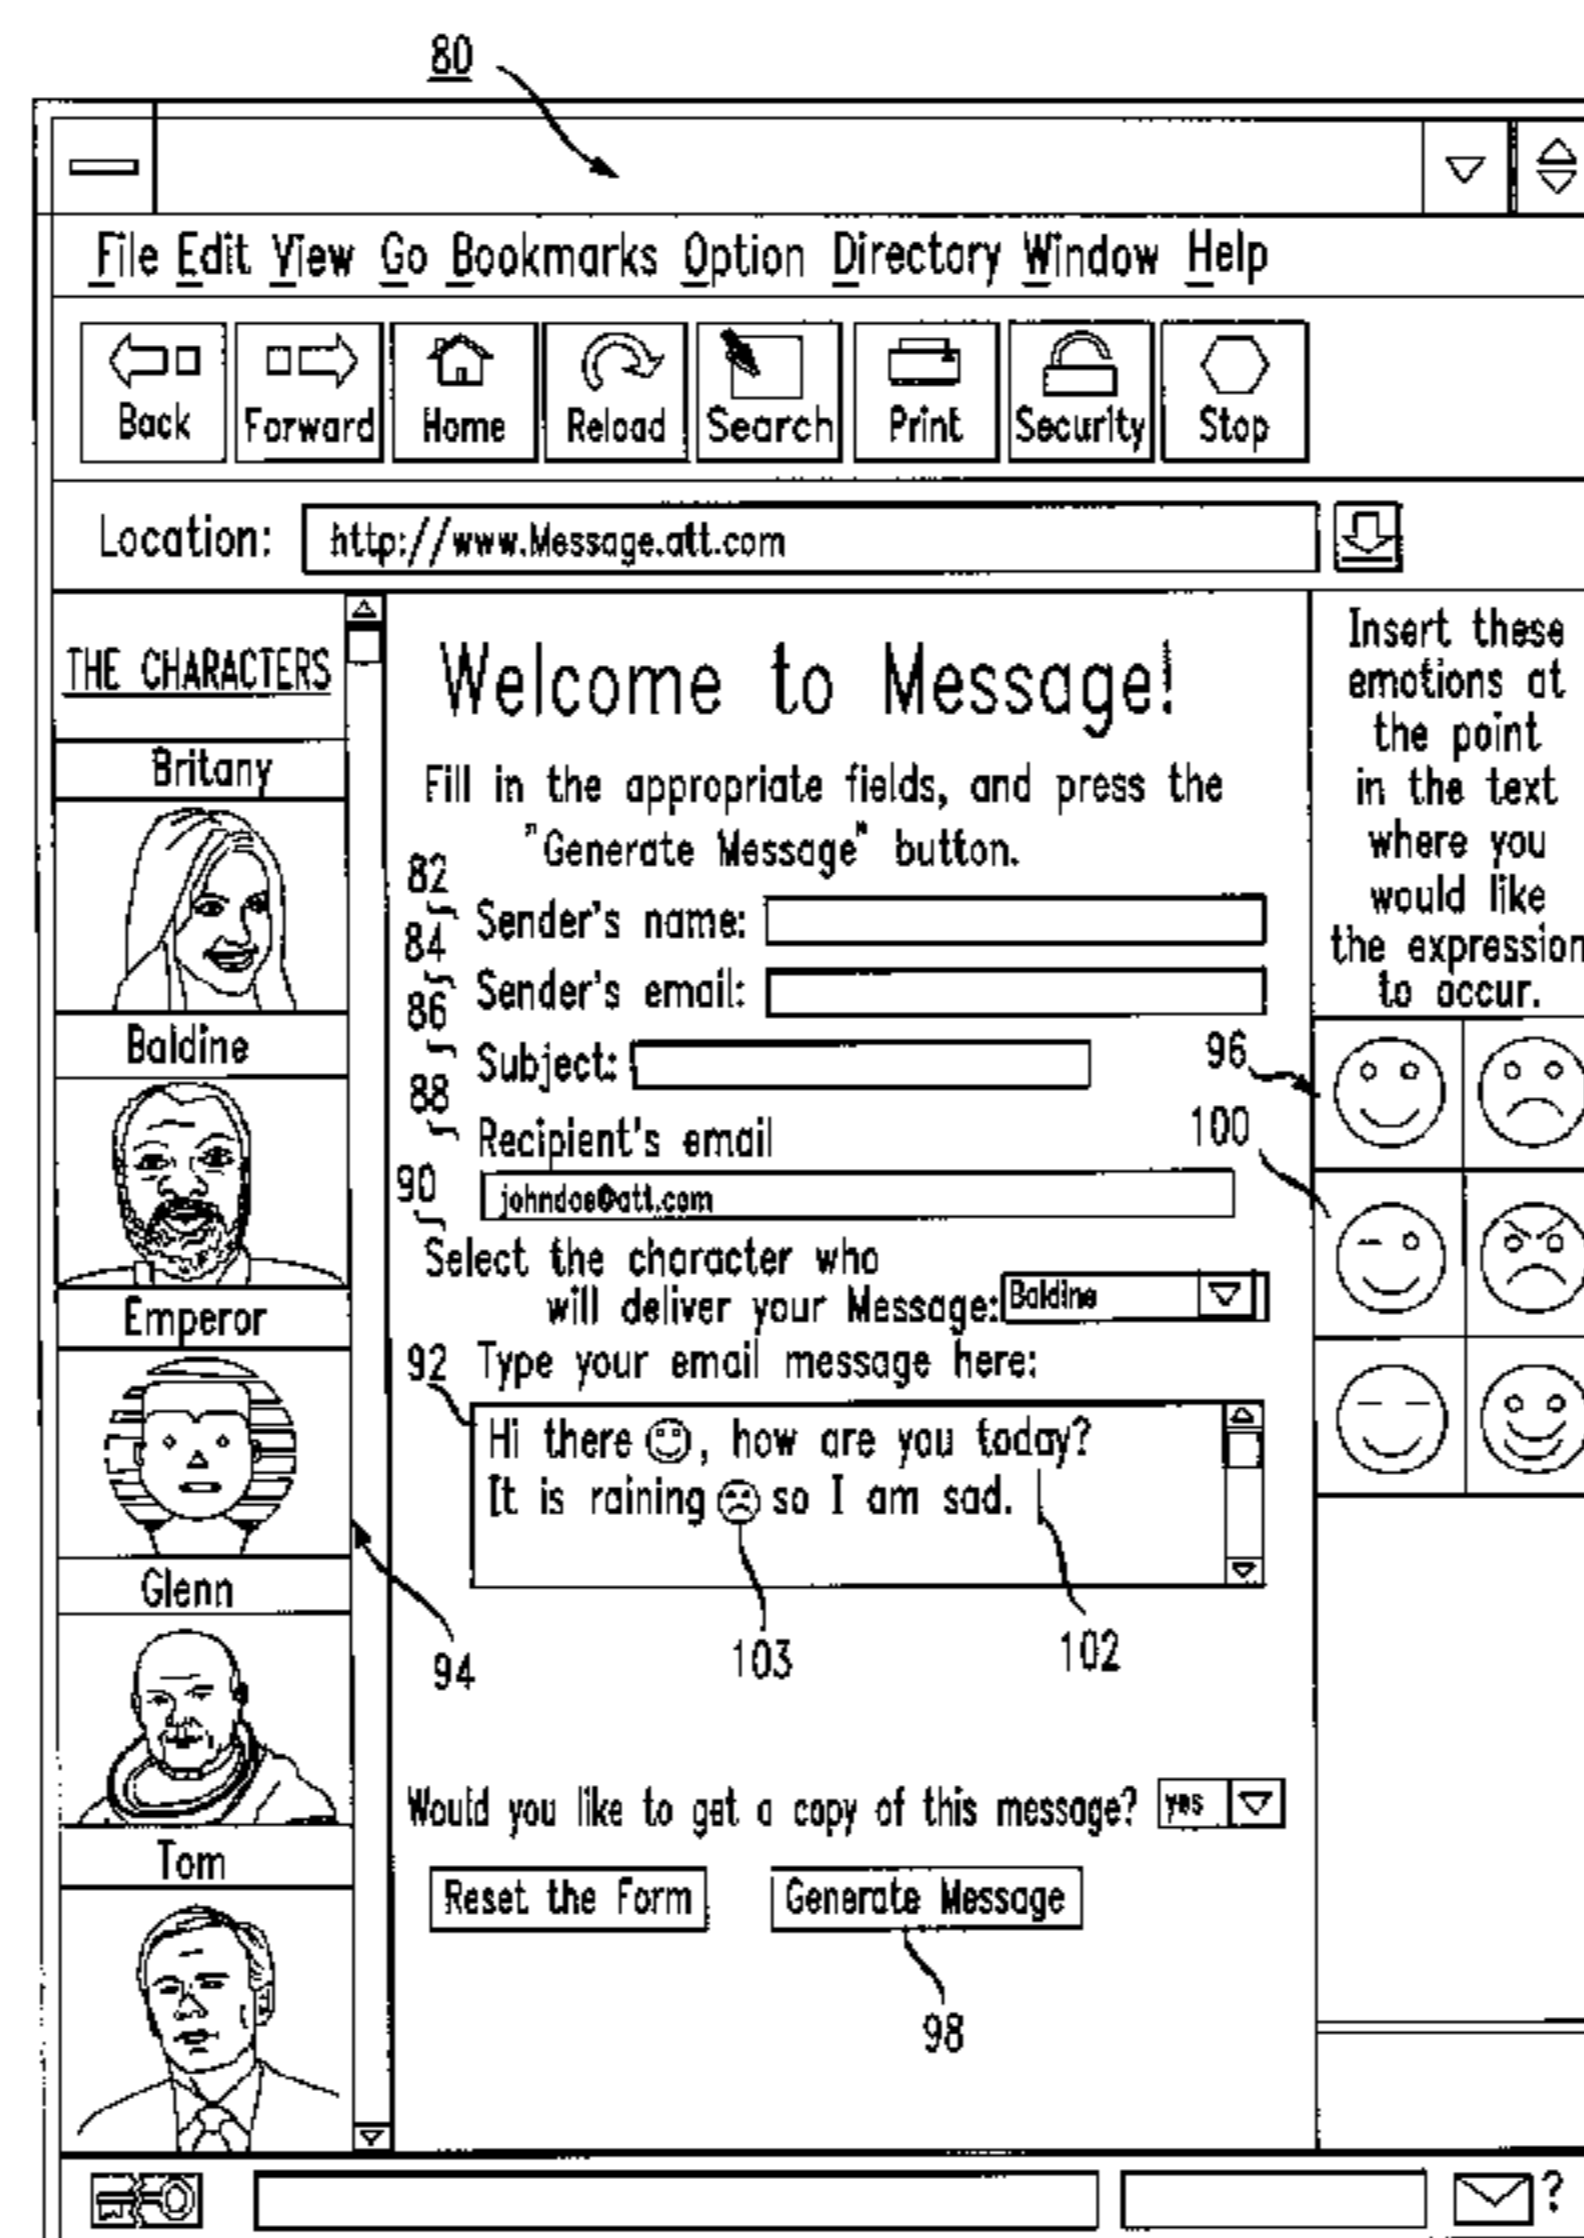 80
File Edit View Go Bookmarks Option Directory Window Help
Back Forward Home Reload Search Print Security Stop
Location: http://www.Message.att.com
THE CHARACTERS
Britany
Baldine
Emperor
Glenn
Tom
94
Welcome to Message!
Fill in the appropriate fields, and press the
"Generate Message" button.
82
Sender's name:
84
Sender's email:
86
Subject:
88
Recipient's email
johndoe@att.com
90
Select the character who
will deliver your Message: Baldine
92 Type your email message here:
Hi there , how are you today?
It is raining so I am sad.
103
102
Would you like to get a copy of this message? yes
Reset the Form
Generate Message
98
Insert these
emotions at
the point
in the text
where you
would like
the expression
to occur.
96
100
?